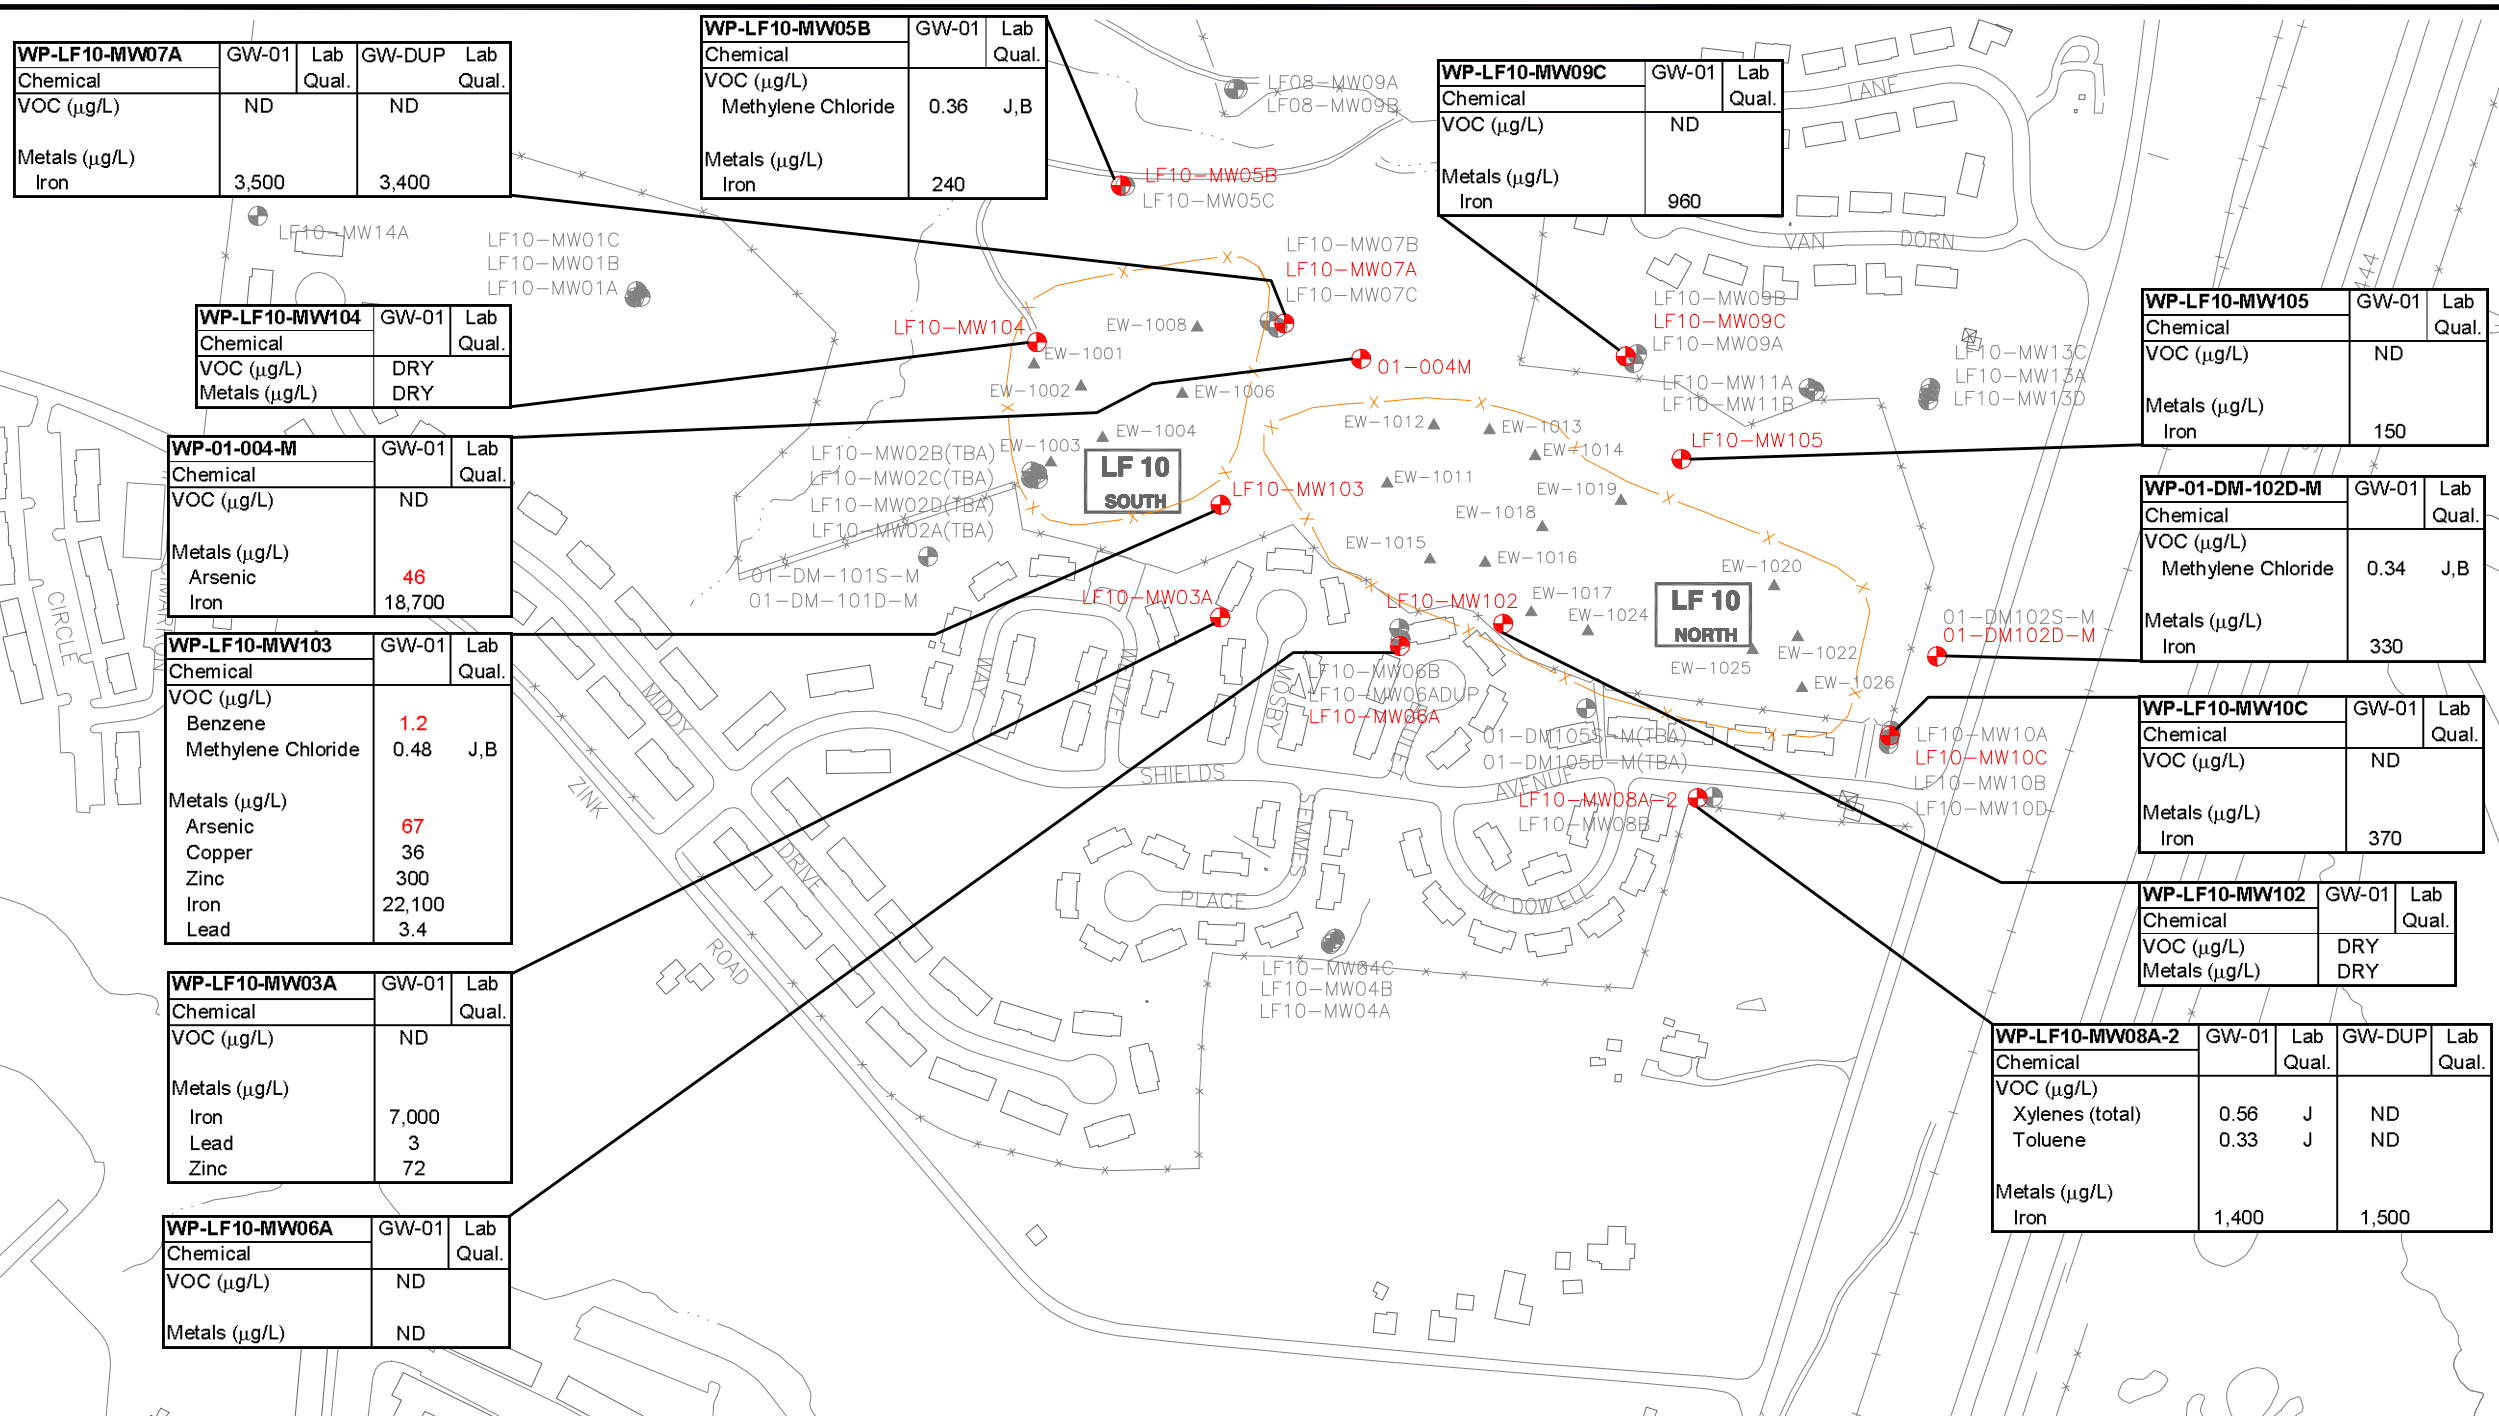 WP-LF10-MW07A GW-01 Lab GW-DUP Lab
Chemical Qual. Qual.
VOC (µg/L) ND ND
Metals (µg/L)
Iron 3,500 3,400
WP-LF10-MW05B GW-01 Lab
Chemical Qual.
VOC (µg/L)
Methylene Chloride 0.36 J,B
Metals (µg/L)
Iron 240
WP-LF10-MW09C GW-01 Lab
Chemical Qual.
VOC (µg/L) ND
Metals (µg/L)
Iron 960
WP-LF10-MW104 GW-01 Lab
Chemical Qual.
VOC (µg/L) DRY
Metals (µg/L) DRY
WP-LF10-MW105 GW-01 Lab
Chemical Qual.
VOC (µg/L) ND
Metals (µg/L)
Iron 150
WP-01-004-M GW-01 Lab
Chemical Qual.
VOC (µg/L) ND
Metals (µg/L)
Arsenic 46
Iron 18,700
WP-01-DM-102D-M GW-01 Lab
Chemical Qual.
VOC (µg/L)
Methylene Chloride 0.34 J,B
Metals (µg/L)
Iron 330
WP-LF10-MW103 GW-01 Lab
Chemical Qual.
VOC (µg/L)
Benzene 1.2
Methylene Chloride 0.48 J,B
Metals (µg/L)
Arsenic 67
Copper 36
Zinc 300
Iron 22,100
Lead 3.4
WP-LF10-MW10C GW-01 Lab
Chemical Qual.
VOC (µg/L) ND
Metals (µg/L)
Iron 370
WP-LF10-MW102 GW-01 Lab
Chemical Qual.
VOC (µg/L) DRY
Metals (µg/L) DRY
WP-LF10-MW03A GW-01 Lab
Chemical Qual.
VOC (µg/L) ND
Metals (µg/L)
Iron 7,000
Lead 3
Zinc 72
WP-LF10-MW08A-2 GW-01 Lab GW-DUP Lab
Chemical Qual. Qual.
VOC (µg/L)
Xylenes (total) 0.56 J ND
Toluene 0.33 J ND
Metals (µg/L)
Iron 1,400 1,500
WP-LF10-MW06A GW-01 Lab
Chemical Qual.
VOC (µg/L) ND
Metals (µg/L) ND
LF08-MW09A
LF08-MW09B
LANE
LF10-MW05B
LF10-MW05C
LF10-MW14A
LF10-MW01C
LF10-MW01B
LF10-MW01A
LF10-MW07B
LF10-MW07A
LF10-MW07C
VAN DORN
444
LF10-MW09B
LF10-MW09C
LF10-MW09A
LF10-MW104
EW-1008
EW-1001
EW-1002
EW-1006
01-004M
LF10-MW11A
LF10-MW11B
LF10-MW13C
LF10-MW13A
LF10-MW13D
EW-1003
EW-1004
EW-1012
EW-1013
EW-1014
LF10-MW105
LF10-MW02B(TBA)
LF10-MW02C(TBA)
LF10-MW02D(TBA)
LF10-MW02A(TBA)
LF 10
SOUTH
LF10-MW103
EW-1011
EW-1019
EW-1018
EW-1015
EW-1016
EW-1020
01-DM-101S-M
01-DM-101D-M
LF10-MW03A
LF10-MW102
EW-1017
EW-1024
LF 10
NORTH
EW-1025
EW-1022
EW-1026
01-DM102S-M
01-DM102D-M
LF10-MW06B
LF10-MW06ADUP
LF10-MW06A
01-DM105S-M(TBA)
01-DM105D-M(TBA)
LF10-MW10A
LF10-MW10C
LF10-MW10B
LF10-MW10D
LF10-MW08A-2
LF10-MW08B
CIRCLE
MIDDY
DRIVE
ZINK
ROAD
WAY
MOSBY
SHIELDS
AVENUE
SEMMES
PLACE
MC DOWELL
LF10-MW04C
LF10-MW04B
LF10-MW04A